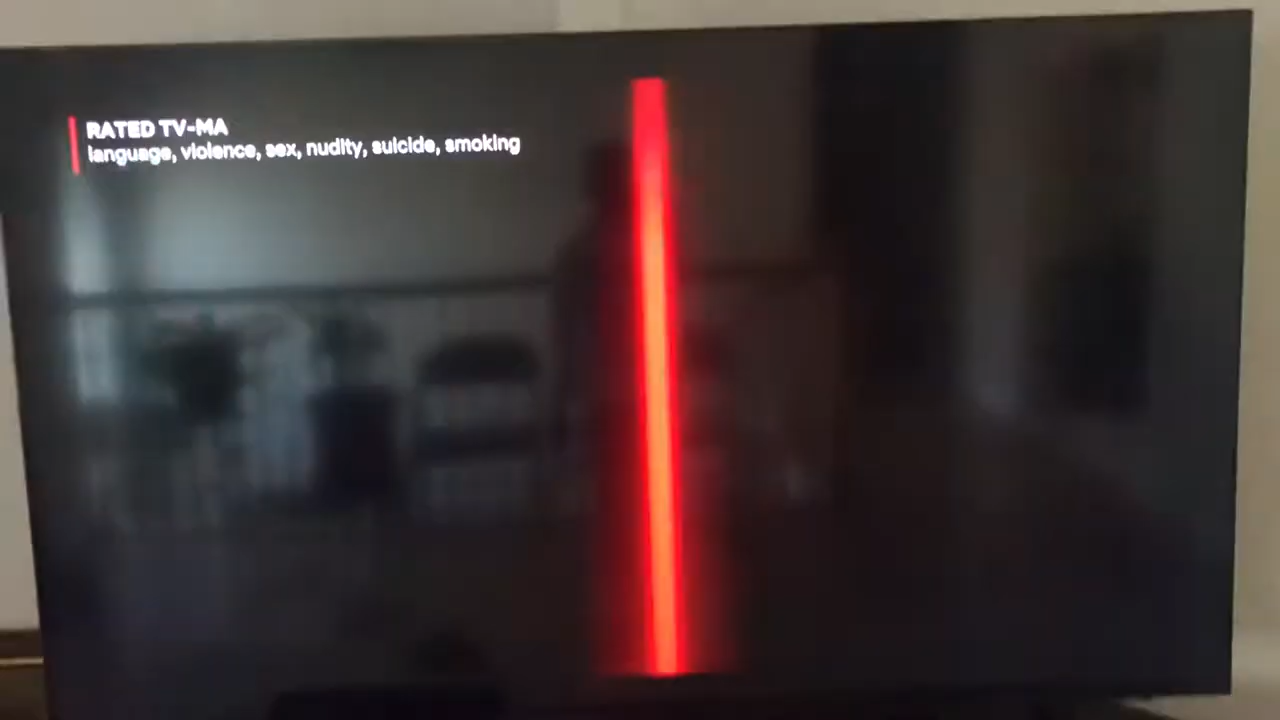 RATED TV-MA
language, violence, sex, nudity, suicide, smoking